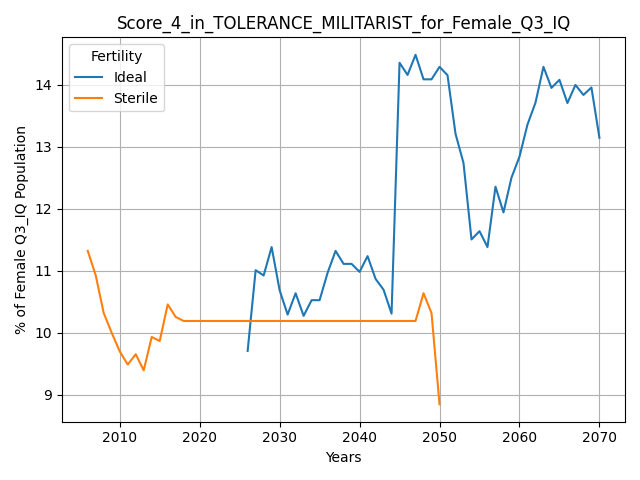 Score_4_in_TOLERANCE_MILITARIST_for_Female_Q3_IQ
Fertility
Ideal
Sterile
% of Female Q3_IQ Population
14
13
12
11
10
9
2010 2020 2030 2040 2050 2060 2070
Years